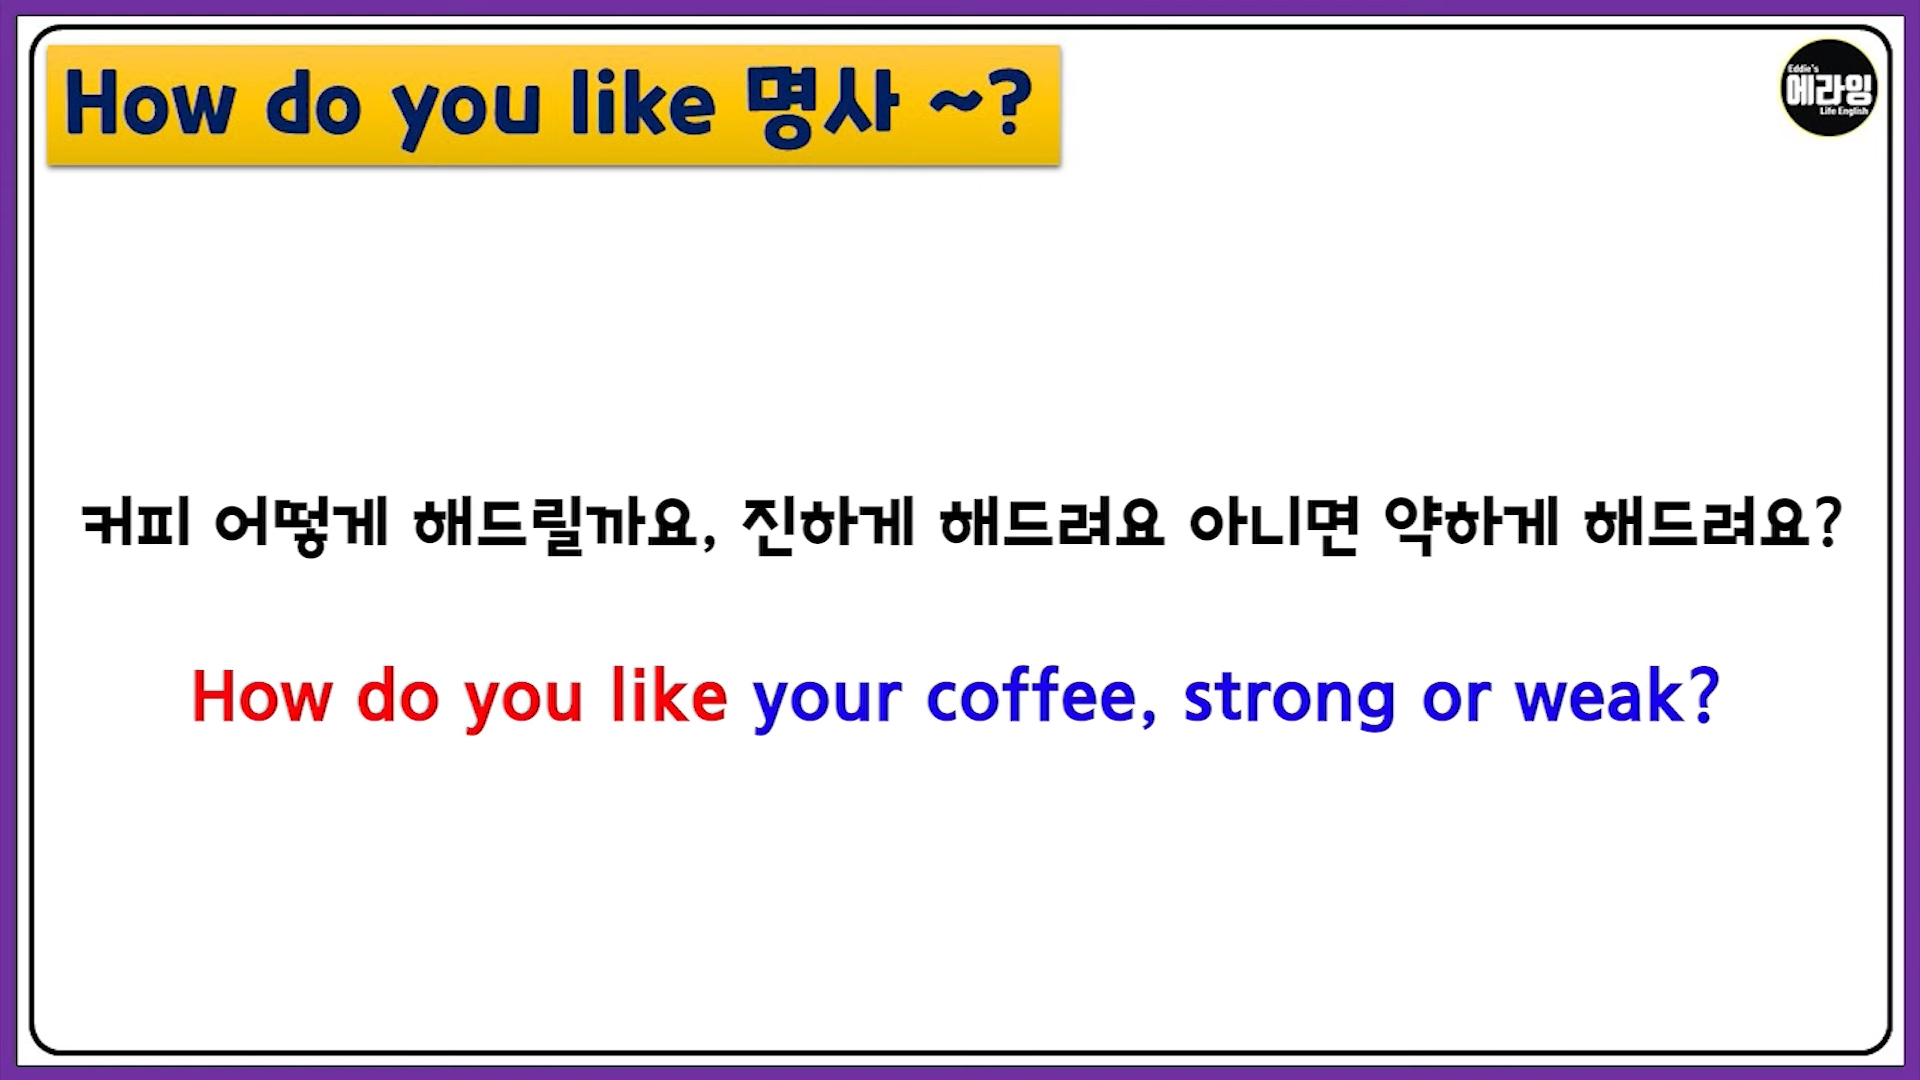 How do you like 명사 ~?
Eddie's
에라잉
Life English
커피 어떻게 해드릴까요, 진하게 해드려요 아니면 약하게 해드려요?
How do you like your coffee, strong or weak?